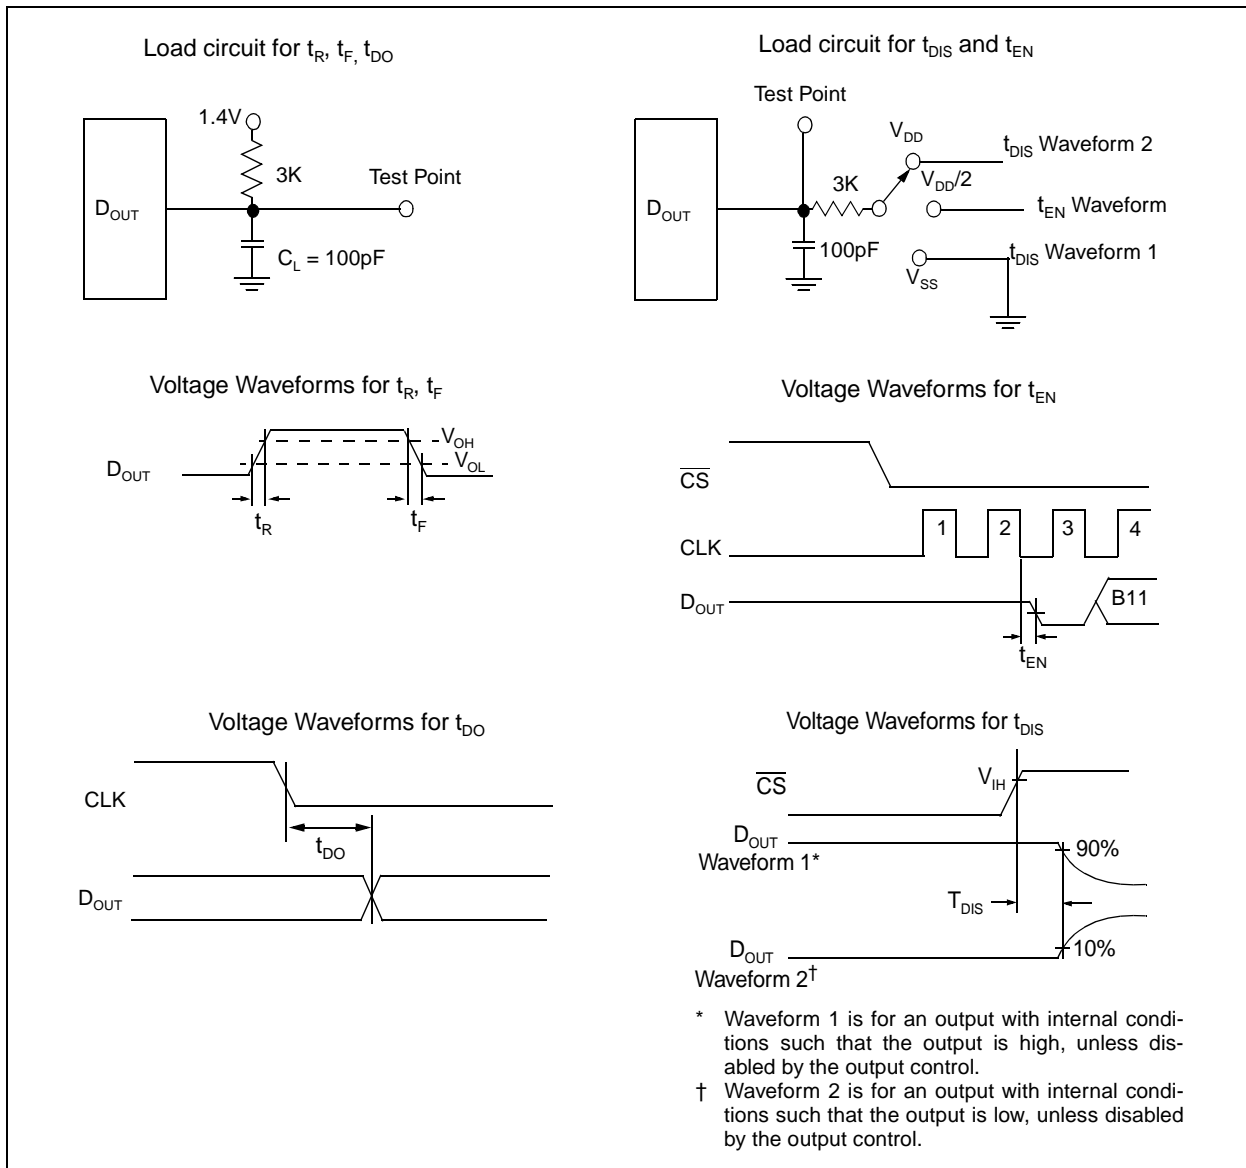 Load circuit for tR, tF, tDO
1.4V
3K
Test Point
DOUT
CL = 100pF
Load circuit for tDIS and tEN
Test Point
VDD
tDIS Waveform 2
VDD/2
3K
DOUT
tEN Waveform
100pF
tDIS Waveform 1
VSS
Voltage Waveforms for tR, tF
VOH
VOL
DOUT
tR
tF
Voltage Waveforms for tEN
CS
1 2 3 4
CLK
DOUT
B11
tEN
Voltage Waveforms for tDO
CLK
tDO
DOUT
Voltage Waveforms for tDIS
VIH
CS
DOUT
Waveform 1*
90%
TDIS
DOUT
10%
Waveform 2†
* Waveform 1 is for an output with internal condi-
tions such that the output is high, unless dis-
abled by the output control.
† Waveform 2 is for an output with internal condi-
tions such that the output is low, unless disabled
by the output control.